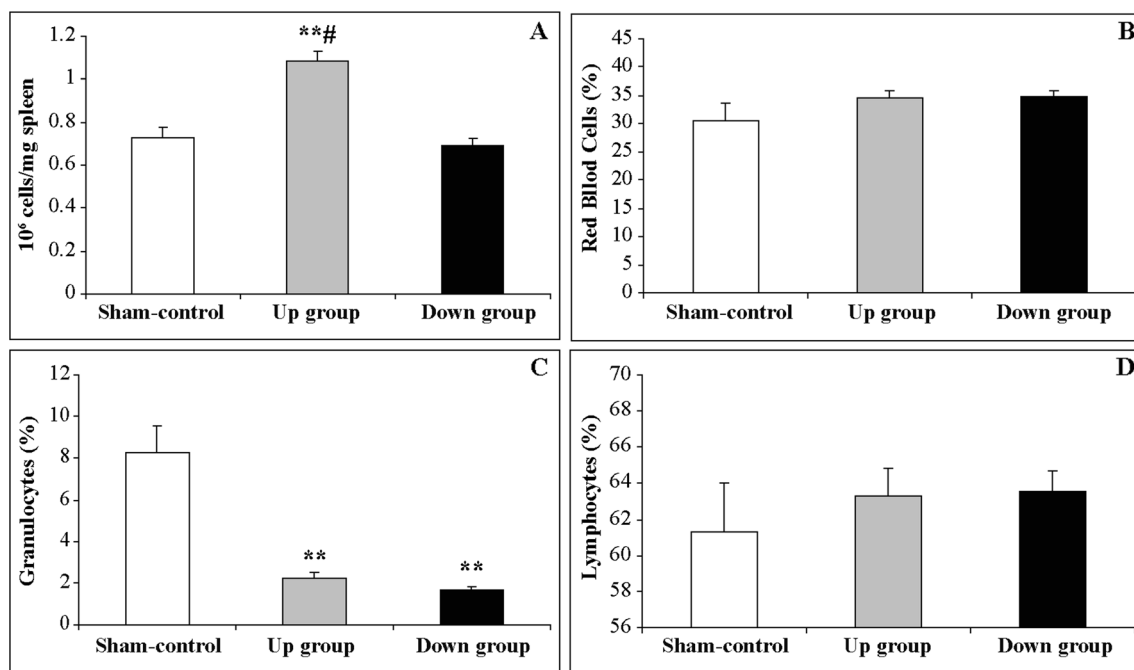 A
**#
10⁶ cells/mg spleen
1.2
1
0.8
0.6
0.4
0.2
0
Sham-control Up group Down group
B
Red Bllod Cells (%)
45
40
35
30
25
20
15
10
5
0
Sham-control Up group Down group
C
Granulocytes (%)
12
10
8
6
4
2
0
** **
Sham-control Up group Down group
D
Lymphocytes (%)
70
68
66
64
62
60
58
56
Sham-control Up group Down group